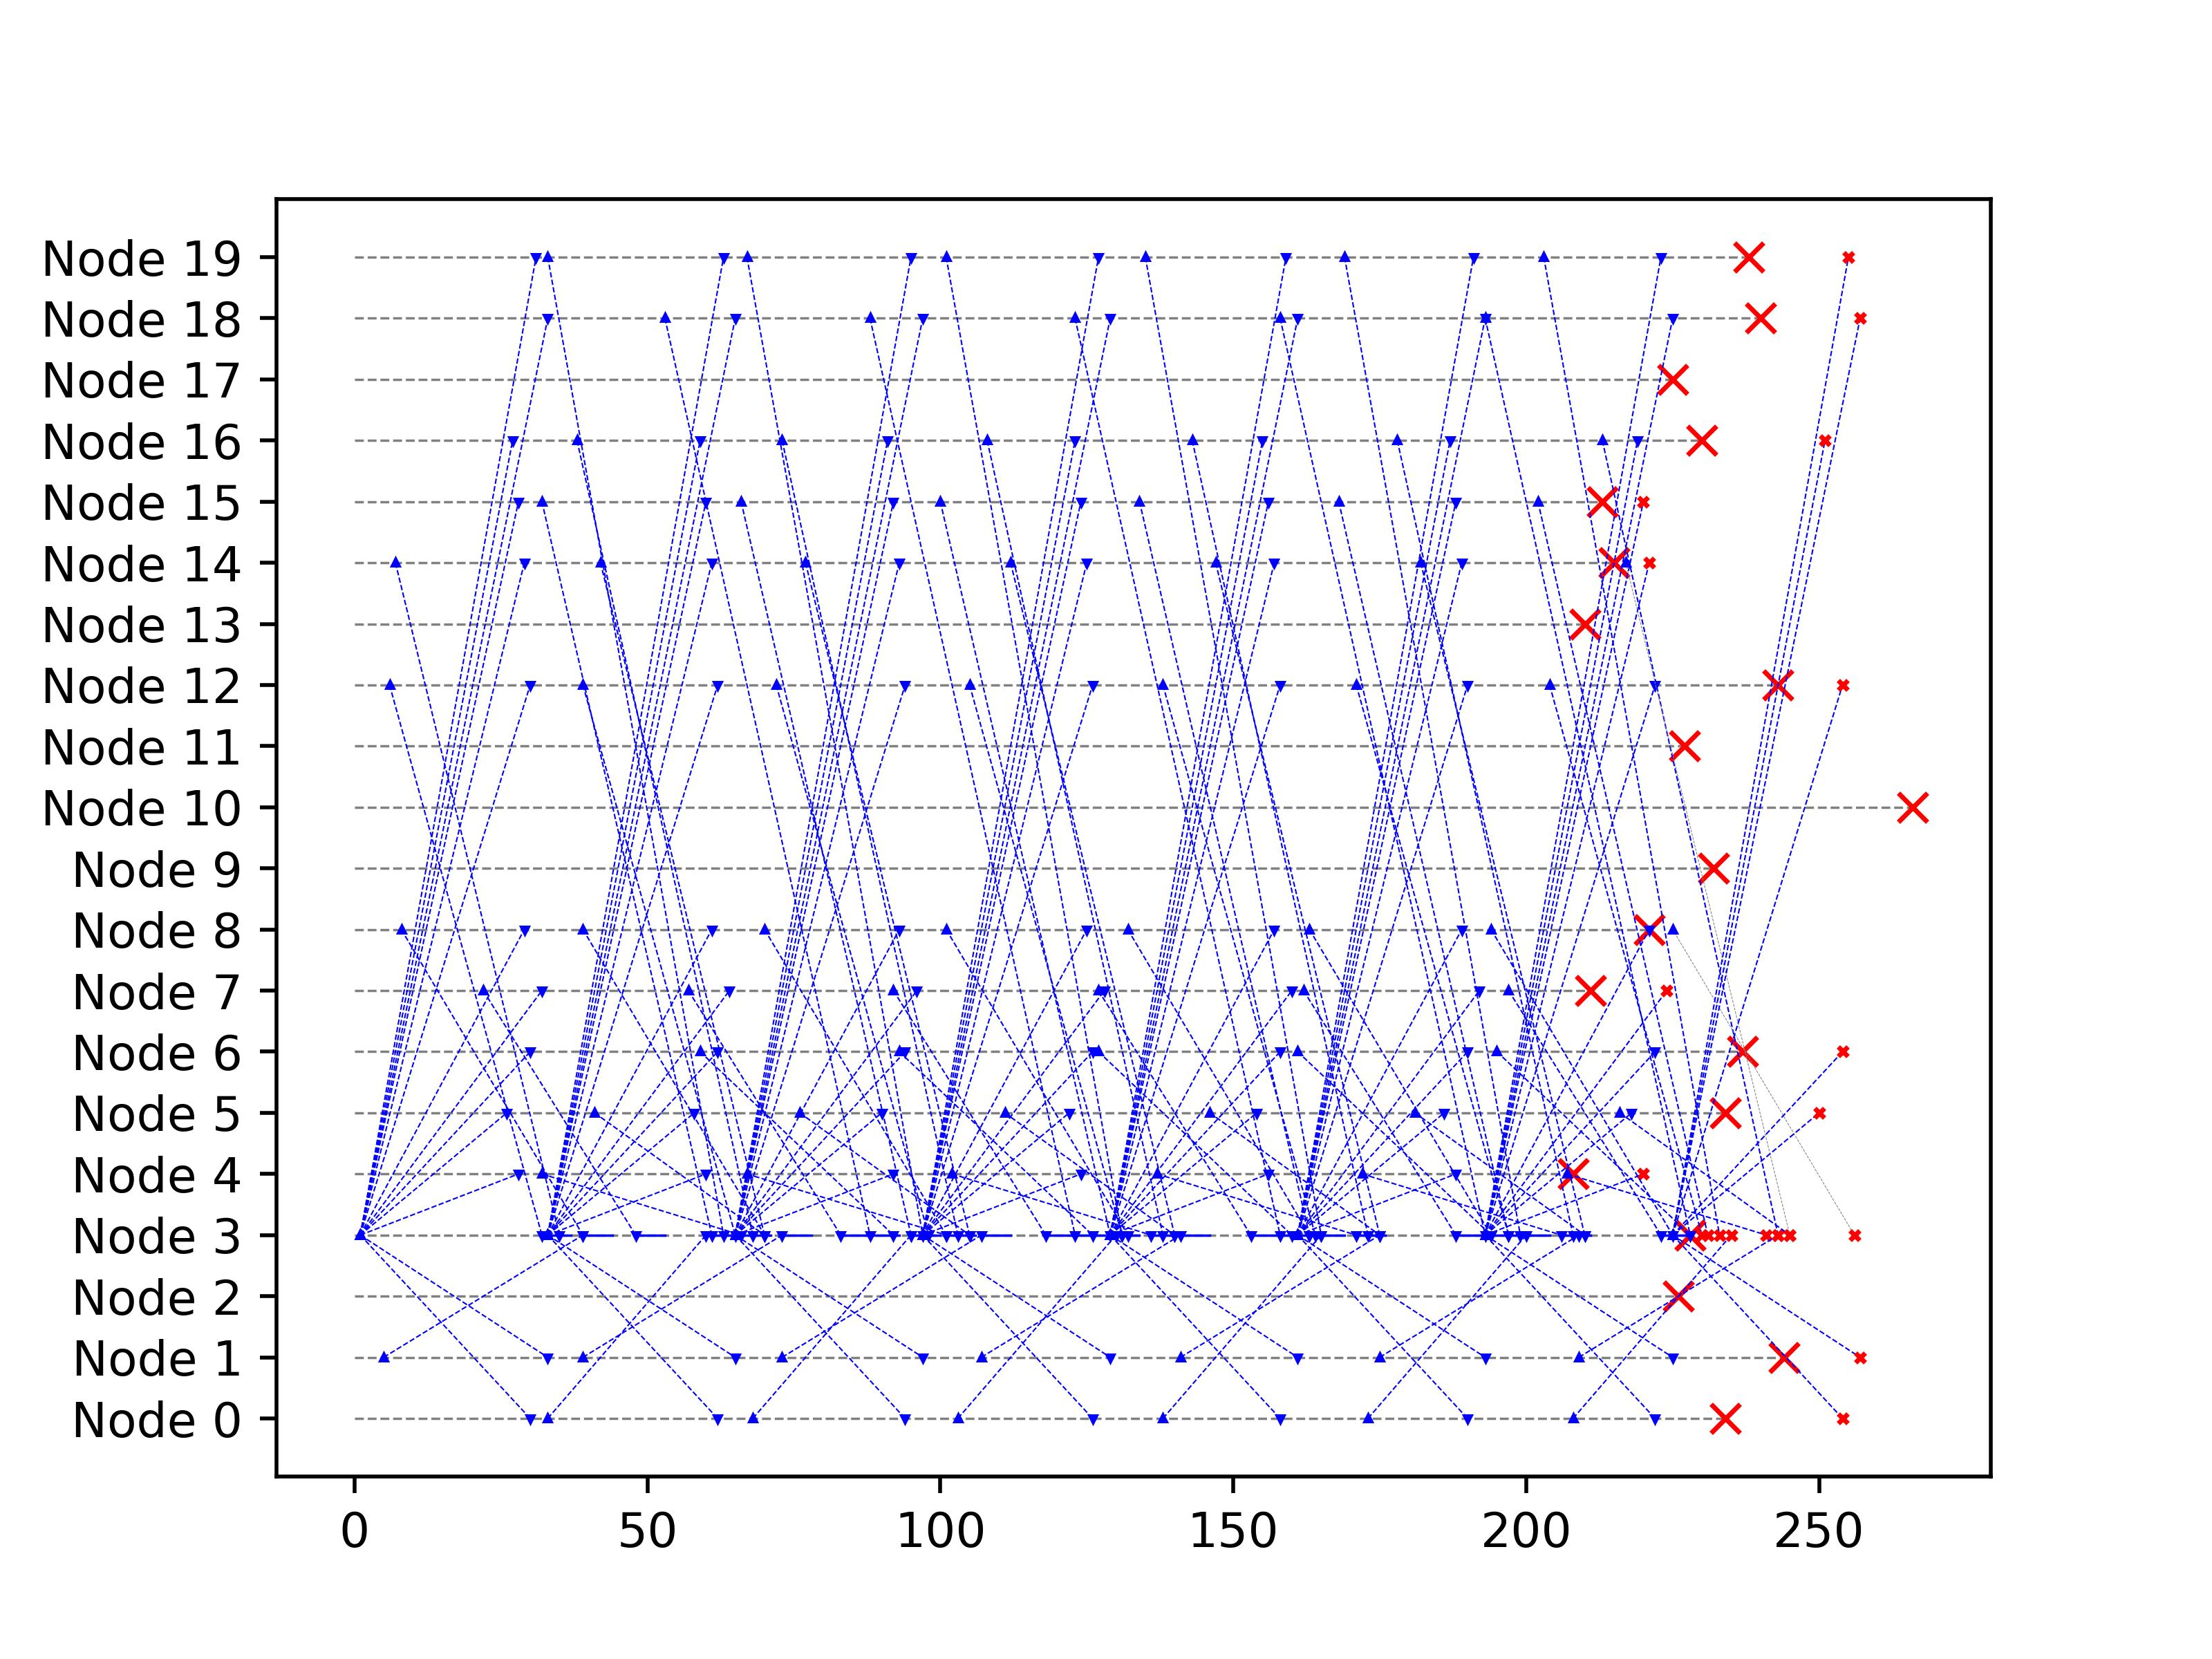 Node 19
Node 18
Node 17
Node 16
Node 15
Node 14
Node 13
Node 12
Node 11
Node 10
Node 9
Node 8
Node 7
Node 6
Node 5
Node 4
Node 3
Node 2
Node 1
Node 0
0 50 100 150 200 250